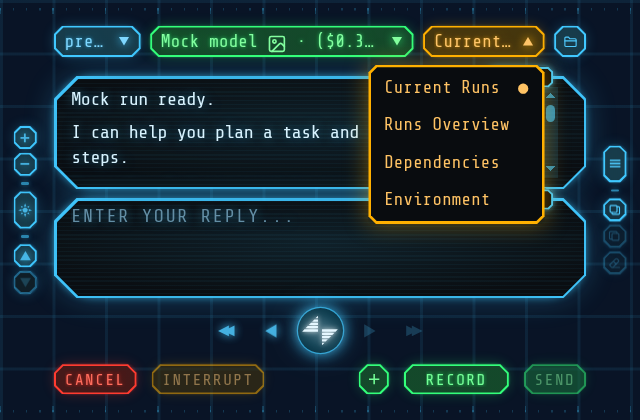 pre…
Mock model · ($0.3…
Current…
Mock run ready.
I can help you plan a task and
steps.
Current Runs
Runs Overview
Dependencies
Environment
ENTER YOUR REPLY...
CANCEL
INTERRUPT
+
RECORD
SEND